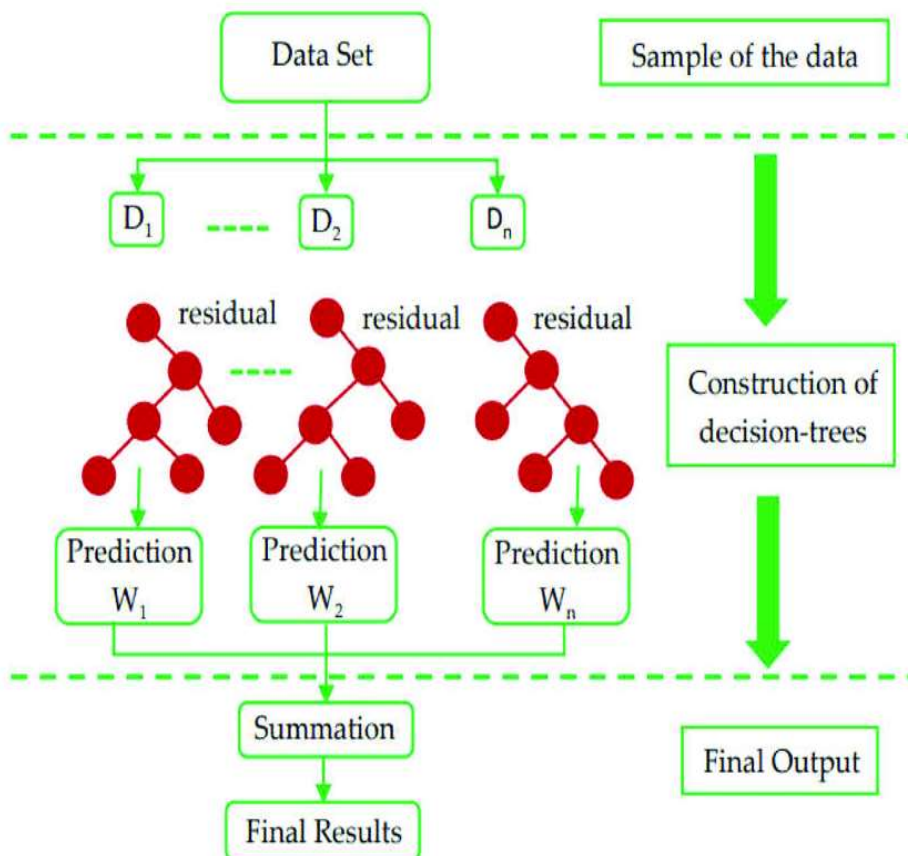 Data Set
Sample of the data
D₁
D₂
Dₙ
residual
residual
residual
Construction of
decision-trees
Prediction
W₁
Prediction
W₂
Prediction
Wₙ
Summation
Final Output
Final Results